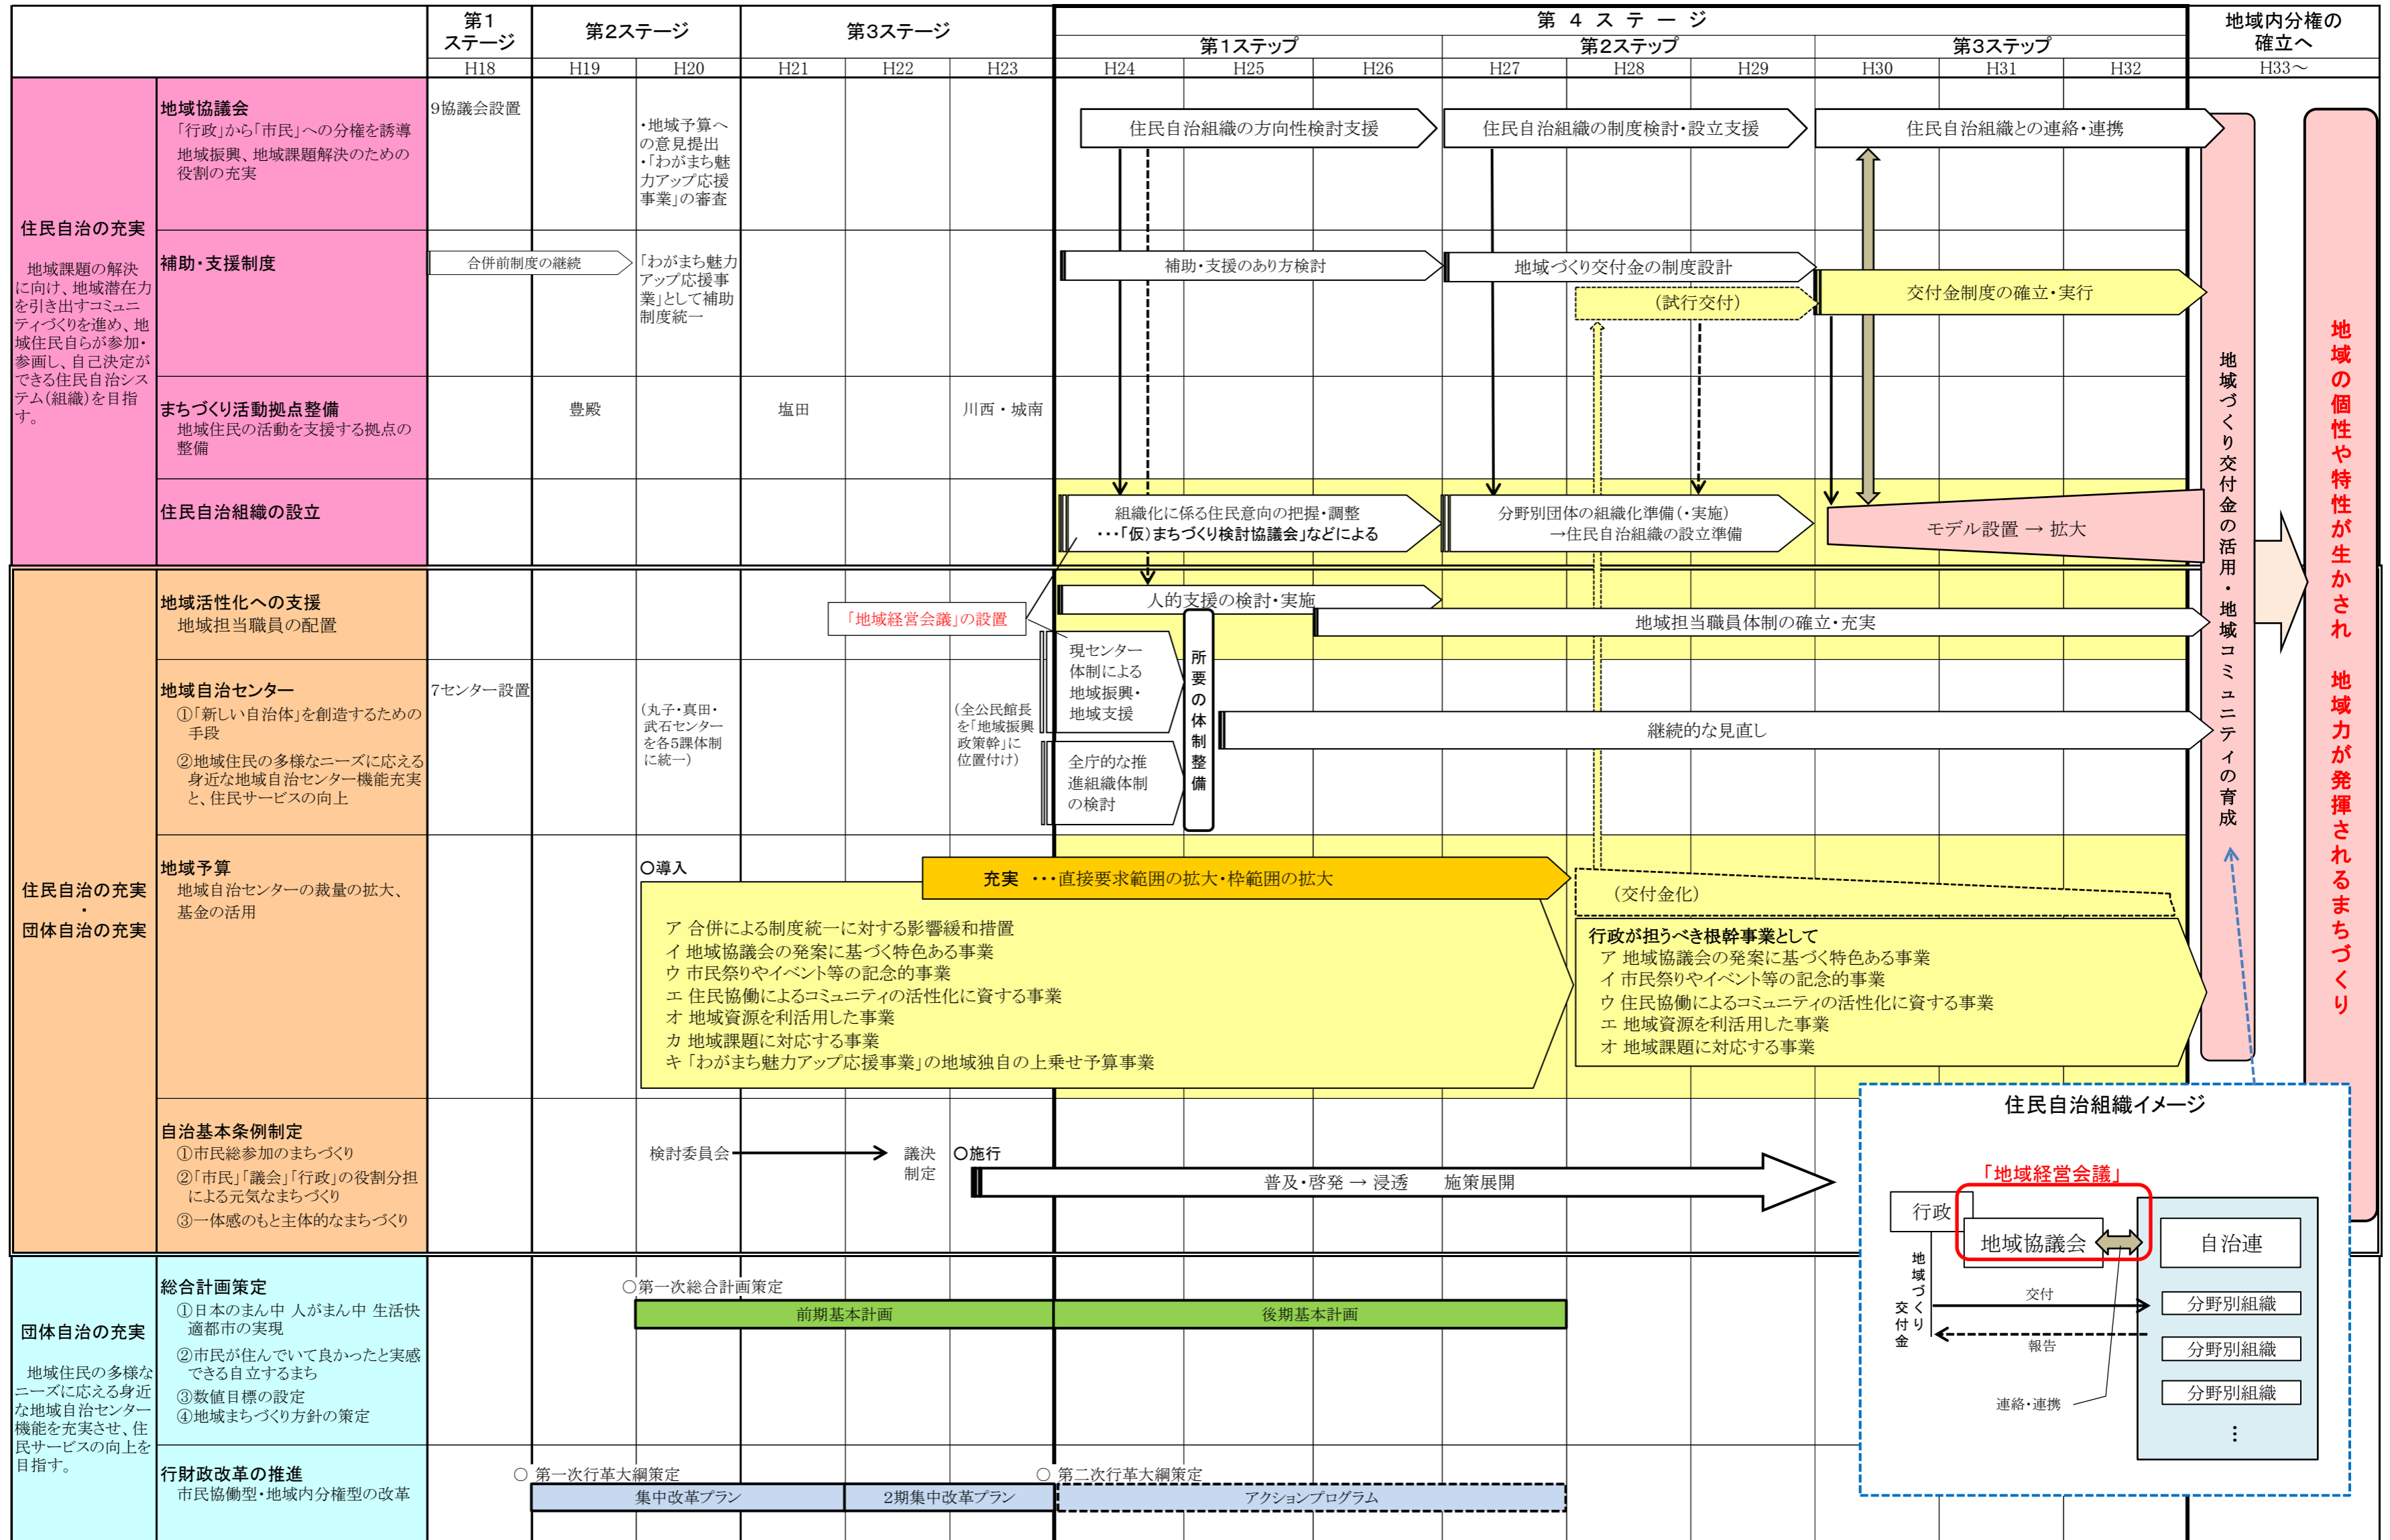 第1
ステージ
第2ステージ
第3ステージ
第 4 ステージ
地域内分権の
確立へ
第1ステップ
第2ステップ
第3ステップ
H18
H19
H20
H21
H22
H23
H24
H25
H26
H27
H28
H29
H30
H31
H32
H33～
住民自治の充実
地域課題の解決
に向け、地域潜在力
を引き出すコミュニ
ティづくりを進め、地
域住民自らが参加・
参画し、自己決定が
できる住民自治シス
テム(組織)を目指
す。
地域協議会
「行政」から「市民」への分権を誘導
地域振興、地域課題解決のための
役割の充実
9協議会設置
・地域予算へ
の意見提出
・「わがまち魅
力アップ応援
事業」の審査
住民自治組織の方向性検討支援
住民自治組織の制度検討・設立支援
住民自治組織との連絡・連携
補助・支援制度
合併前制度の継続
「わがまち魅力
アップ応援事
業」として補助
制度統一
補助・支援のあり方検討
地域づくり交付金の制度設計
(試行交付)
交付金制度の確立・実行
まちづくり活動拠点整備
地域住民の活動を支援する拠点の
整備
豊殿
塩田
川西・城南
住民自治組織の設立
組織化に係る住民意向の把握・調整
・・・「仮)まちづくり検討協議会」などによる
分野別団体の組織化準備(・実施)
→住民自治組織の設立準備
モデル設置 → 拡大
住民自治の充実
・
団体自治の充実
地域活性化への支援
地域担当職員の配置
「地域経営会議」の設置
人的支援の検討・実施
地域担当職員体制の確立・充実
地域自治センター
①「新しい自治体」を創造するための
手段
②地域住民の多様なニーズに応える
身近な地域自治センター機能充実
と、住民サービスの向上
7センター設置
(丸子・真田・
武石センター
を各5課体制
に統一)
(全公民館長
を「地域振興
政策幹」に
位置付け)
現センター
体制による
地域振興・
地域支援
全庁的な推
進組織体制
の検討
所要の体制整備
継続的な見直し
地域予算
地域自治センターの裁量の拡大、
基金の活用
○導入
充実 ・・・直接要求範囲の拡大・枠範囲の拡大
ア 合併による制度統一に対する影響緩和措置
イ 地域協議会の発案に基づく特色ある事業
ウ 市民祭りやイベント等の記念的事業
エ 住民協働によるコミュニティの活性化に資する事業
オ 地域資源を利活用した事業
カ 地域課題に対応する事業
キ 「わがまち魅力アップ応援事業」の地域独自の上乗せ予算事業
(交付金化)
行政が担うべき根幹事業として
ア 地域協議会の発案に基づく特色ある事業
イ 市民祭りやイベント等の記念的事業
ウ 住民協働によるコミュニティの活性化に資する事業
エ 地域資源を利活用した事業
オ 地域課題に対応する事業
自治基本条例制定
①市民総参加のまちづくり
②「市民」「議会」「行政」の役割分担
による元気なまちづくり
③一体感のもと主体的なまちづくり
検討委員会
議決
制定
○施行
普及・啓発 → 浸透 施策展開
団体自治の充実
地域住民の多様な
ニーズに応える身近
な地域自治センター
機能を充実させ、住
民サービスの向上を
目指す。
総合計画策定
①日本のまん中 人がまん中 生活快
適都市の実現
②市民が住んでいて良かったと実感
できる自立するまち
③数値目標の設定
④地域まちづくり方針の策定
○第一次総合計画策定
前期基本計画
後期基本計画
行財政改革の推進
市民協働型・地域内分権型の改革
○ 第一次行革大綱策定
集中改革プラン
2期集中改革プラン
○ 第二次行革大綱策定
アクションプログラム
地域づくり交付金の活用・地域コミュニティの育成
地域の個性や特性が生かされ 地域力が発揮されるまちづくり
住民自治組織イメージ
「地域経営会議」
行政
地域協議会
自治連
地域づくり
交付金
交付
報告
連絡・連携
分野別組織
分野別組織
分野別組織
…